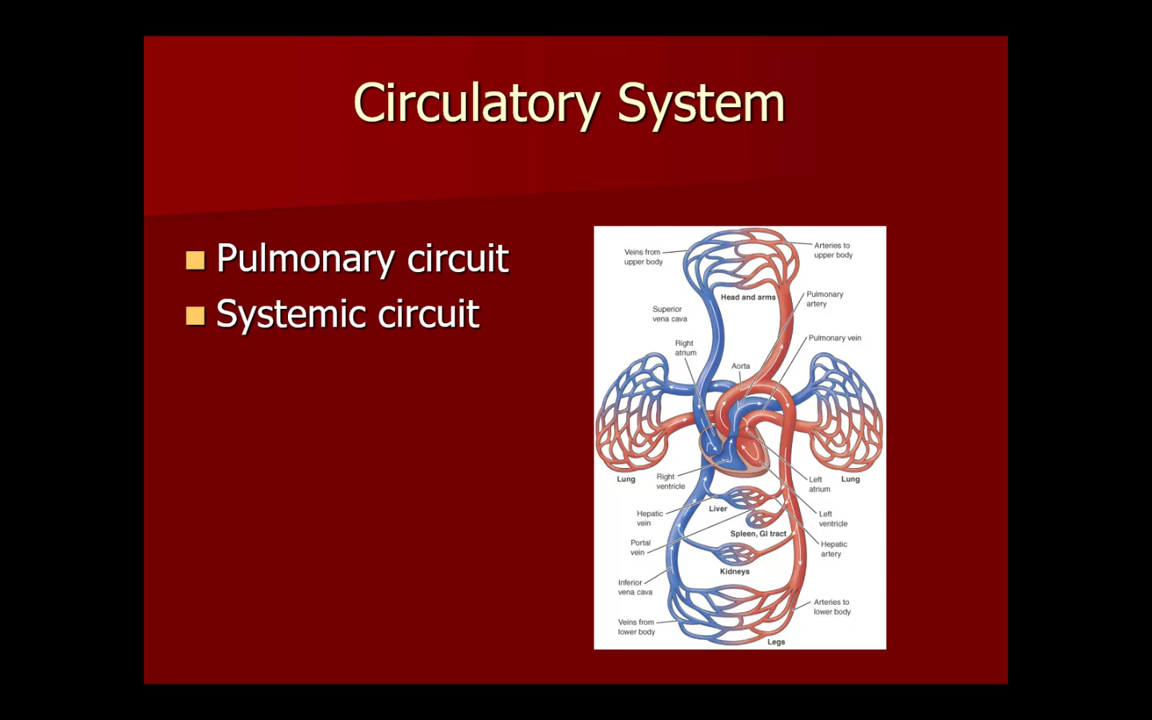 Circulatory System
Pulmonary circuit
Systemic circuit
Veins from
upper body
Arteries to
upper body
Head and arms
Pulmonary
artery
Superior
vena cava
Pulmonary vein
Right
atrium
Aorta
Lung
Right
ventricle
Left
atrium
Lung
Liver
Hepatic
vein
Left
ventricle
Spleen, GI tract
Portal
vein
Hepatic
artery
Kidneys
Inferior
vena cava
Arteries to
lower body
Veins from
lower body
Legs